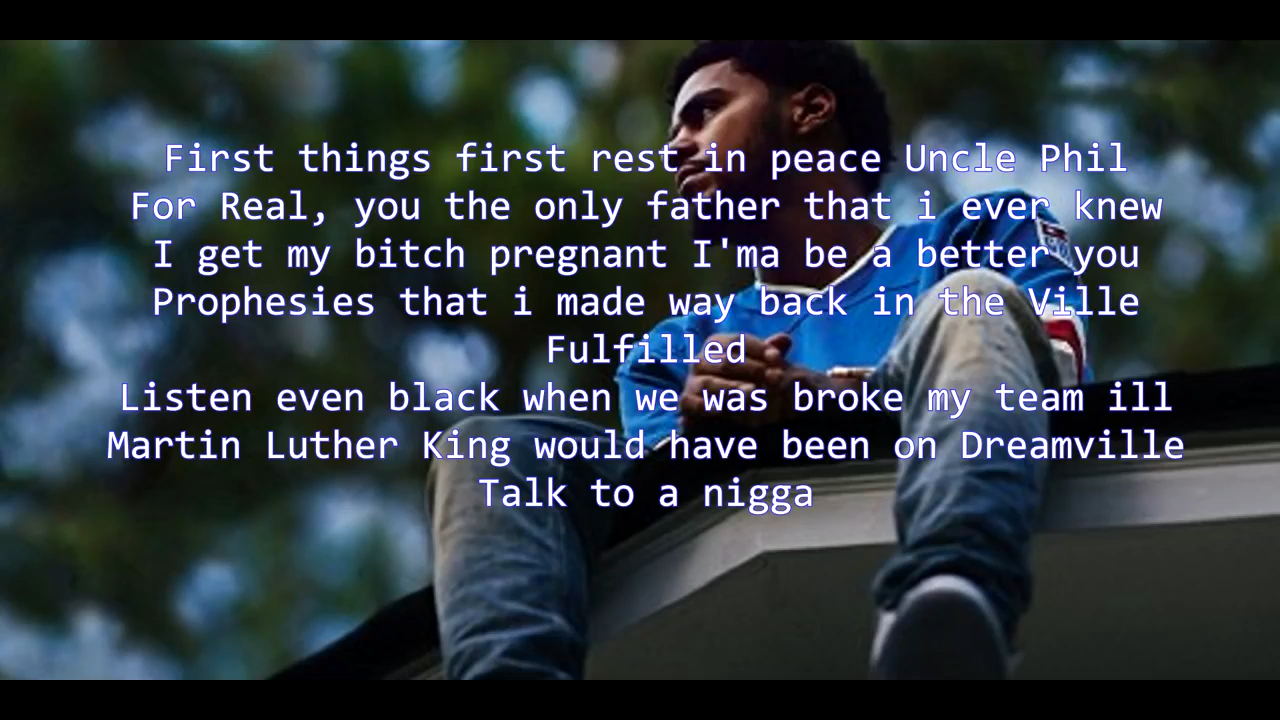 First things first rest in peace Uncle Phil
For Real, you the only father that i ever knew
I get my bitch pregnant I'ma be a better you
Prophesies that i made way back in the Ville
Fulfilled
Listen even black when we was broke my team ill
Martin Luther King would have been on Dreamville
Talk to a nigga